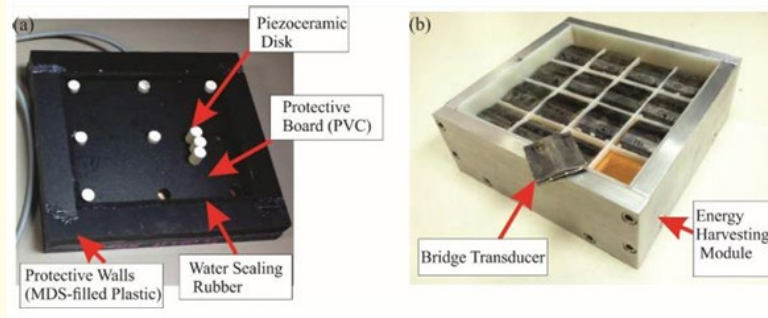 (a)
Piezoceramic
Disk
Protective
Board (PVC)
Protective Walls
(MDS-filled Plastic)
Water Sealing
Rubber
(b)
Bridge Transducer
Energy
Harvesting
Module